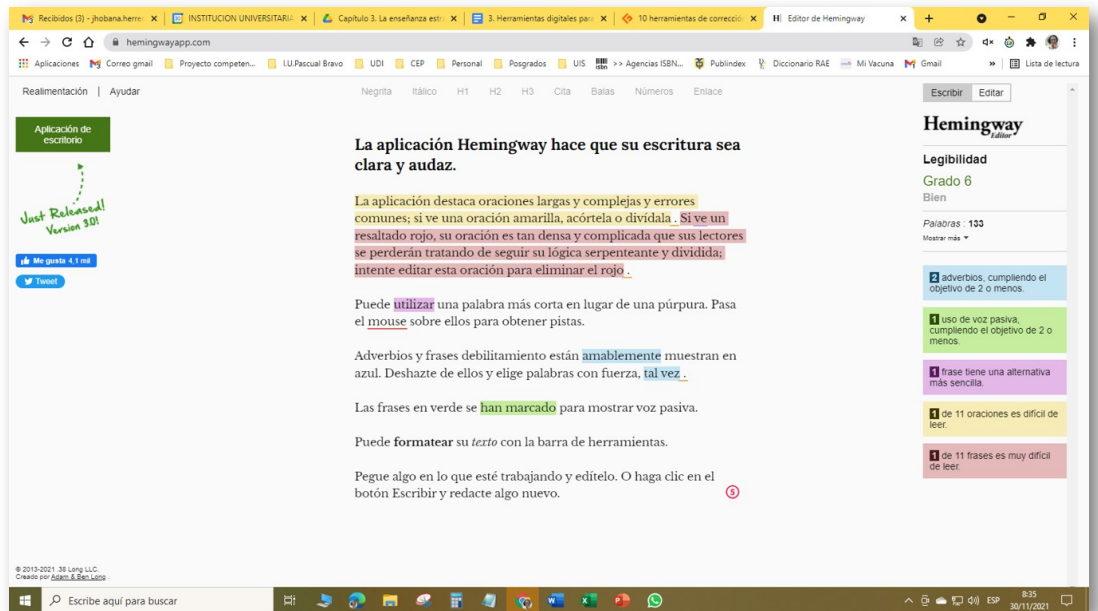 Recibidos (3) - jhobana.herrer
INSTITUCION UNIVERSITARIA
Capítulo 3. La enseñanza estr
3. Herramientas digitales para
10 herramientas de correcció
Editor de Hemingway
hemingwayapp.com
Aplicaciones
Correo gmail
Proyecto competen...
I.U.Pascual Bravo
UDI
CEP
Personal
Posgrados
UIS
>> Agencias ISBN...
Publindex
Diccionario RAE
Mi Vacuna
Gmail
»
Lista de lectura
Realimentación | Ayudar
Negrita Itálico H1 H2 H3 Cita Balas Números Enlace
Escribir Editar
Aplicación de
escritorio
Just Released!
Version 3.0!
Me gusta 4,1 mil
Tweet
La aplicación Hemingway hace que su escritura sea
clara y audaz.
La aplicación destaca oraciones largas y complejas y errores
comunes; si ve una oración amarilla, acórtela o divídala . Si ve un
resaltado rojo, su oración es tan densa y complicada que sus lectores
se perderán tratando de seguir su lógica serpenteante y dividida;
intente editar esta oración para eliminar el rojo .
Puede utilizar una palabra más corta en lugar de una púrpura. Pasa
el mouse sobre ellos para obtener pistas.
Adverbios y frases debilitamiento están amablemente muestran en
azul. Deshazte de ellos y elige palabras con fuerza, tal vez .
Las frases en verde se han marcado para mostrar voz pasiva.
Puede formatear su texto con la barra de herramientas.
Pegue algo en lo que esté trabajando y edítelo. O haga clic en el
botón Escribir y redacte algo nuevo.
5
Hemingway
Editor
Legibilidad
Grado 6
Bien
Palabras : 133
Mostrar más
2 adverbios, cumpliendo el
objetivo de 2 o menos.
1 uso de voz pasiva,
cumpliendo el objetivo de 2 o
menos.
1 frase tiene una alternativa
más sencilla.
1 de 11 oraciones es difícil de
leer.
1 de 11 frases es muy difícil
de leer.
© 2013-2021 .38 Long LLC.
Creado por Adam & Ben Long .
Escribe aquí para buscar
ESP
8:35
30/11/2021